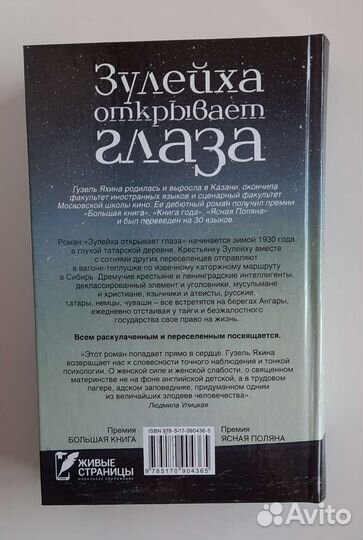 Зулейха
открывает
глаза
Гузель Яхина родилась и выросла в Казани, окончила
факультет иностранных языков и сценарный факультет
Московской школы кино. Ее дебютный роман получил премии
«Большая книга», «Книга года», «Ясная Поляна»
и был переведен на 30 языков.
Роман «Зулейха открывает глаза» начинается зимой 1930 года
в глухой татарской деревне. Крестьянку Зулейху вместе
с сотнями других переселенцев отправляют
в вагоне-теплушке по извечному каторжному маршруту
в Сибирь. Дремучие крестьяне и ленинградские интеллигенты,
деклассированный элемент и уголовники, мусульмане
и христиане, язычники и атеисты, русские,
татары, немцы, чуваши – все встретятся на берегах Ангары,
ежедневно отстаивая у тайги и безжалостного
государства свое право на жизнь.
Всем раскулаченным и переселенным посвящается.
«Этот роман попадает прямо в сердце. Гузель Яхина
возвращает нас к словесности точного наблюдения и тонкой
психологии. О женской силе и женской слабости, о священном
материнстве не на фоне английской детской, а в трудовом
лагере, адском заповеднике, придуманном одним
из величайших злодеев человечества».
Людмила Улицкая
Премия
БОЛЬШАЯ КНИГА
ISBN 978-5-17-090436-5
9 785170 904365
Премия
ЯСНАЯ ПОЛЯНА
ЖИВЫЕ
СТРАНИЦЫ
МОБИЛЬНОЕ ПРИЛОЖЕНИЕ
Avito